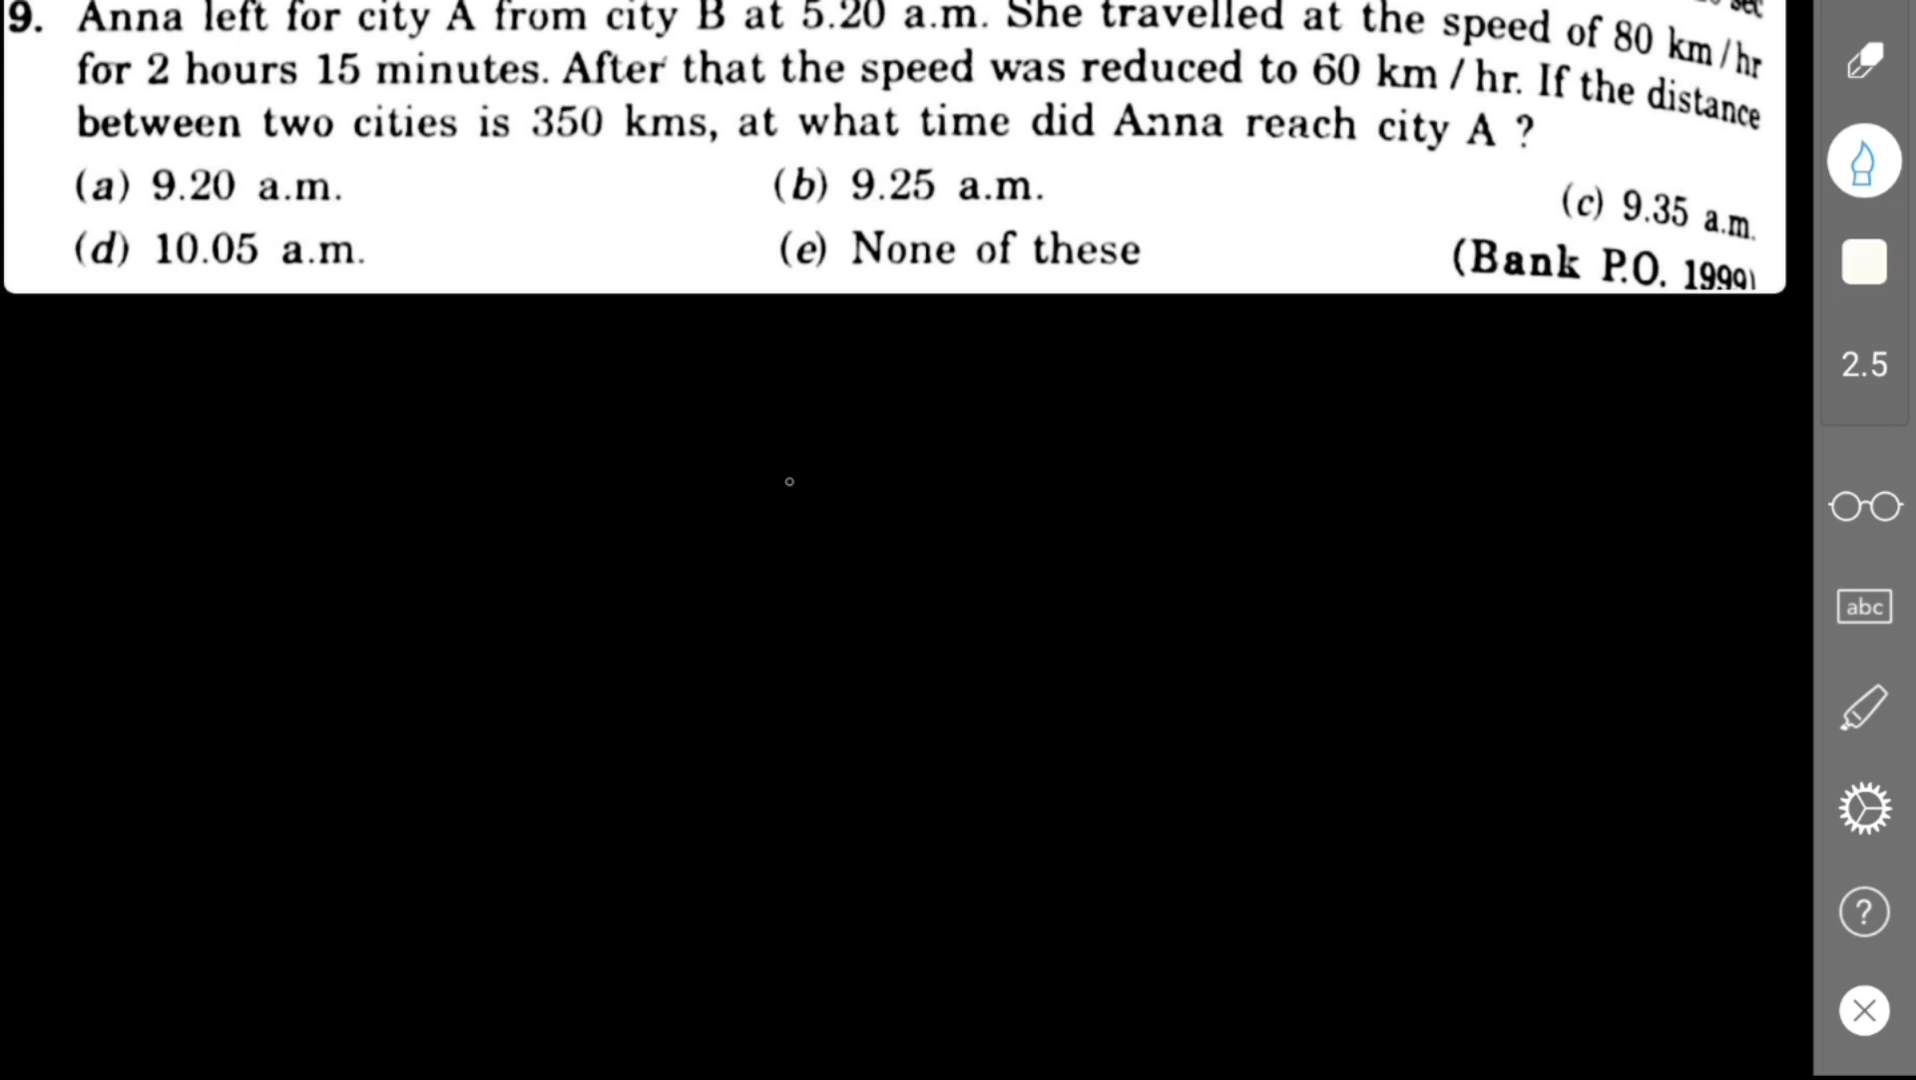 sec
9. Anna left for city A from city B at 5.20 a.m. She travelled at the speed of 80 km/hr
for 2 hours 15 minutes. After that the speed was reduced to 60 km / hr. If the distance
between two cities is 350 kms, at what time did Anna reach city A ?
(a) 9.20 a.m. (b) 9.25 a.m. (c) 9.35 a.m.
(d) 10.05 a.m. (e) None of these (Bank P.O. 1999)
2.5
abc
?